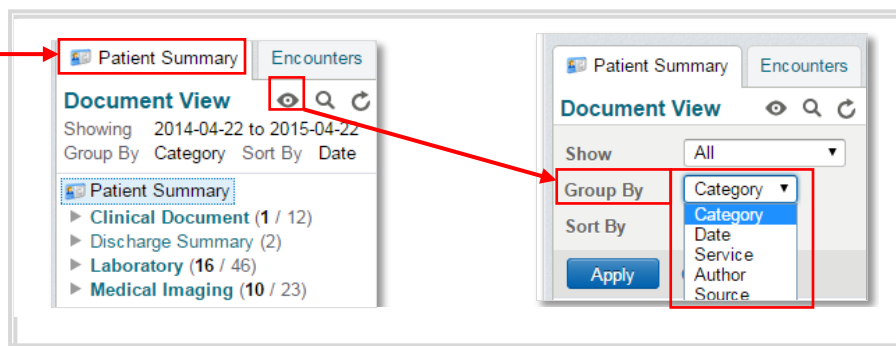 Patient Summary Encounters
Document View
Showing 2014-04-22 to 2015-04-22
Group By Category Sort By Date
Patient Summary
Clinical Document (1 / 12)
Discharge Summary (2)
Laboratory (16 / 46)
Medical Imaging (10 / 23)
Patient Summary Encounters
Document View
Show All
Group By Category
Sort By Category
Date
Service
Apply Author
Source